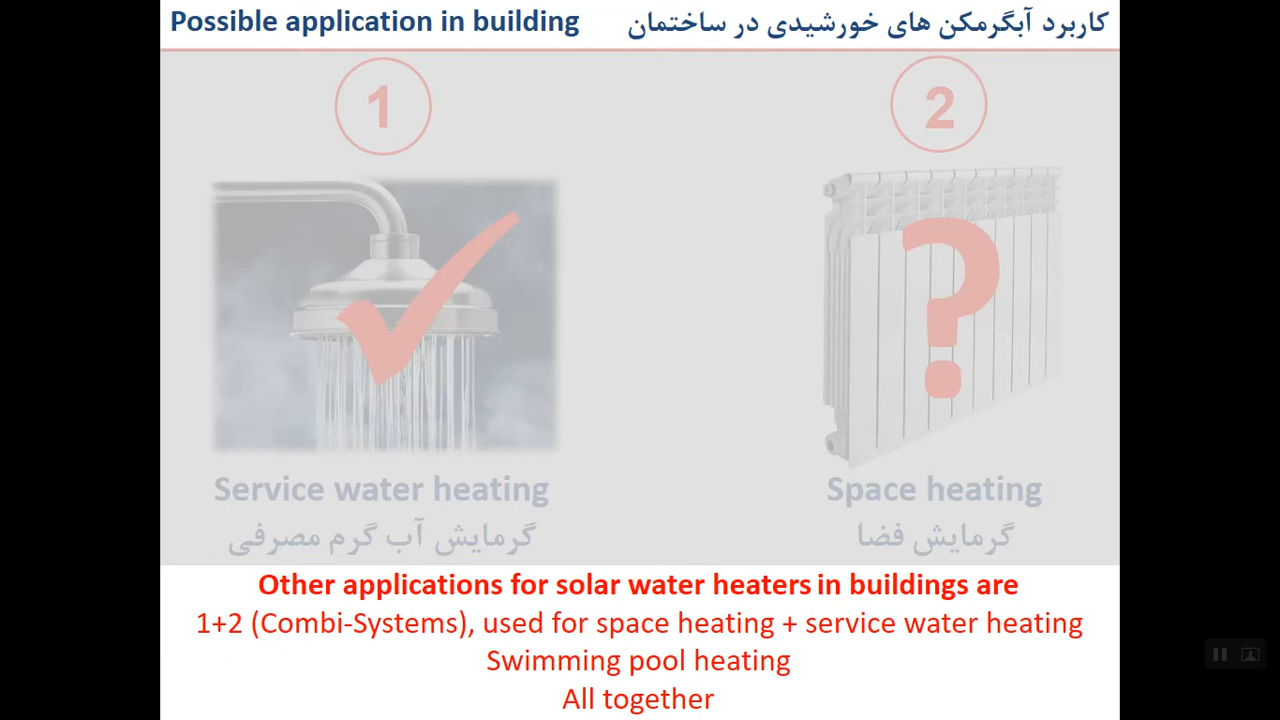 Possible application in building
کاربرد آبگرمکن های خورشیدی در ساختمان
1
2
?
Service water heating
گرمایش آب گرم مصرفی
Space heating
گرمایش فضا
Other applications for solar water heaters in buildings are
1+2 (Combi-Systems), used for space heating + service water heating
Swimming pool heating
All together